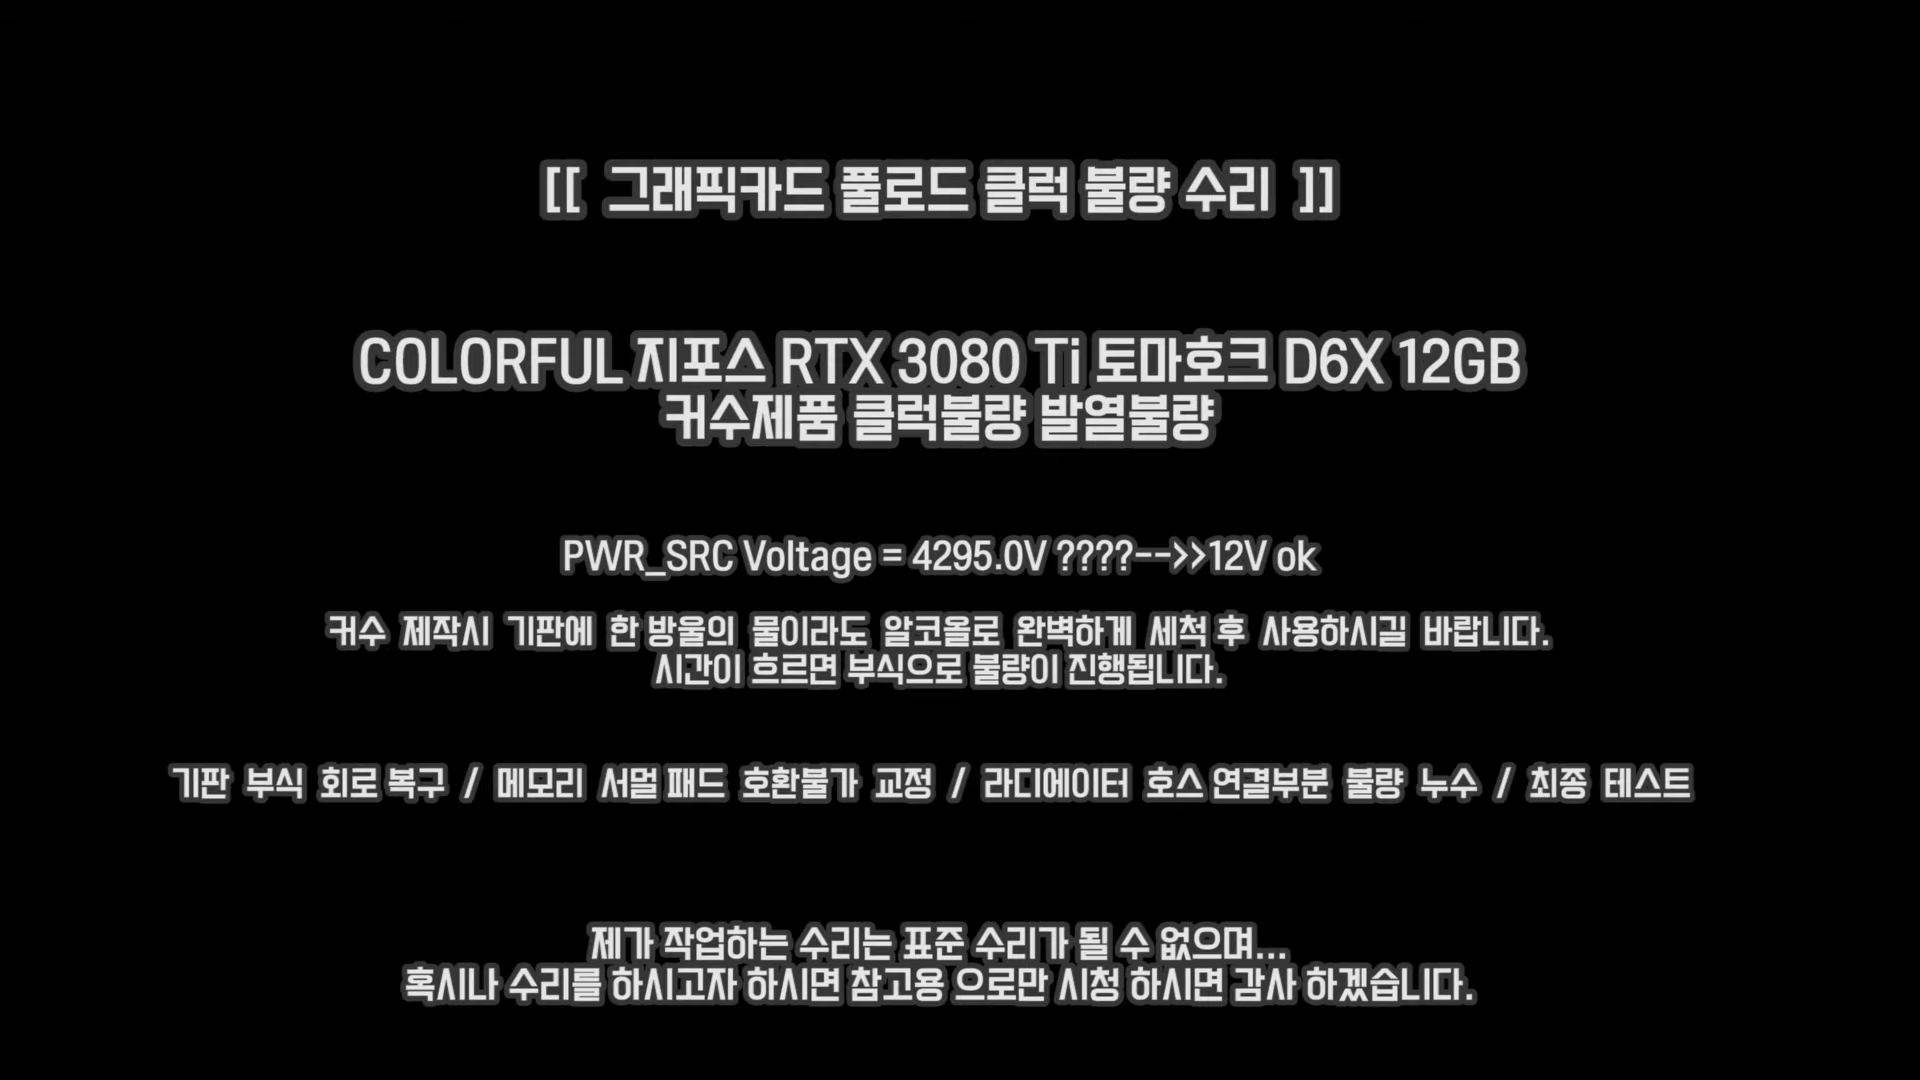 [[ 그래픽카드 풀로드 클럭 불량 수리 ]]
COLORFUL 지포스 RTX 3080 Ti 토마호크 D6X 12GB
커수제품 클럭불량 발열불량
PWR_SRC Voltage = 4295.0V ????-->>12V ok
커수 제작시 기판에 한 방울의 물이라도 알코올로 완벽하게 세척 후 사용하시길 바랍니다.
시간이 흐르면 부식으로 불량이 진행됩니다.
기판 부식 회로 복구 / 메모리 서멀 패드 호환불가 교정 / 라디에이터 호스 연결부분 불량 누수 / 최종 테스트
제가 작업하는 수리는 표준 수리가 될 수 없으며...
혹시나 수리를 하시고자 하시면 참고용 으로만 시청 하시면 감사 하겠습니다.